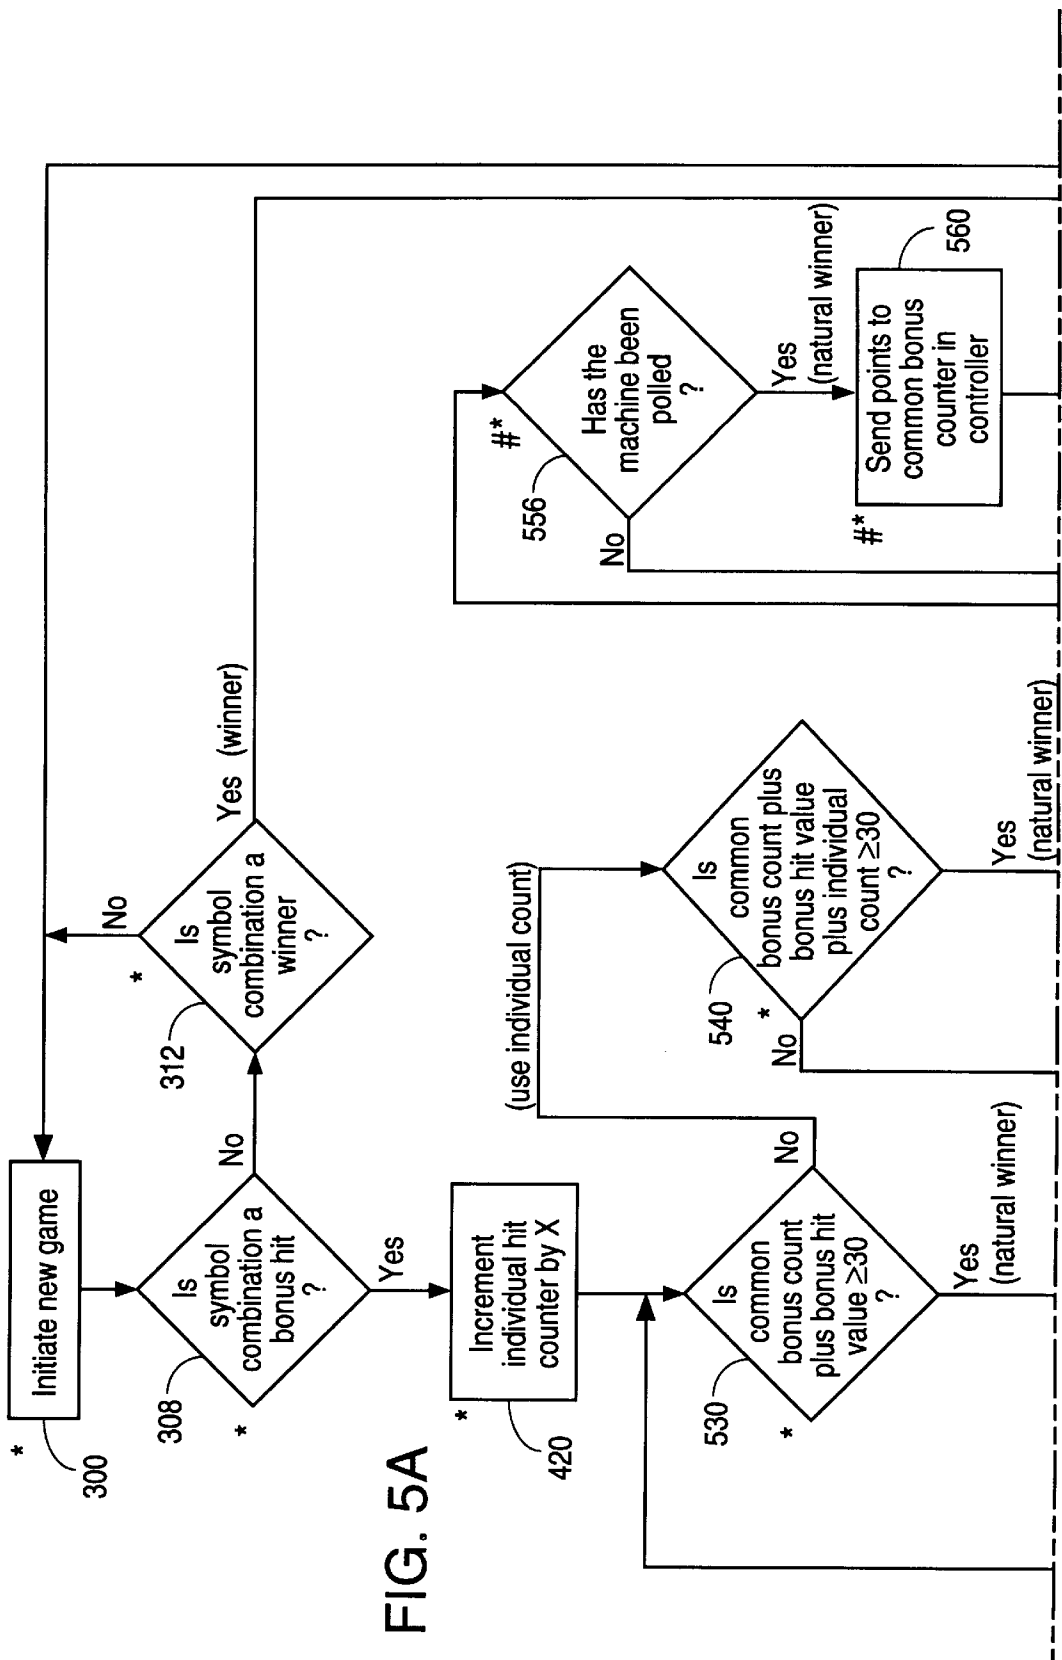 *
Initiate new game
300
308
Is
symbol
combination a
bonus hit
?
*
No
Yes
312
*
Is
symbol
combination a
winner
?
No
Yes (winner)
*
Increment
individual hit
counter by X
420
FIG. 5A
530
Is
common
bonus count
plus bonus hit
value ≥30
?
*
No
Yes
(natural winner)
(use individual count)
540
Is
common
bonus count plus
bonus hit value
plus individual
count ≥30
?
*
No
Yes
(natural winner)
#*
556
Has the
machine been
polled
?
No
Yes
(natural winner)
#*
Send points to
common bonus
counter in
controller
560